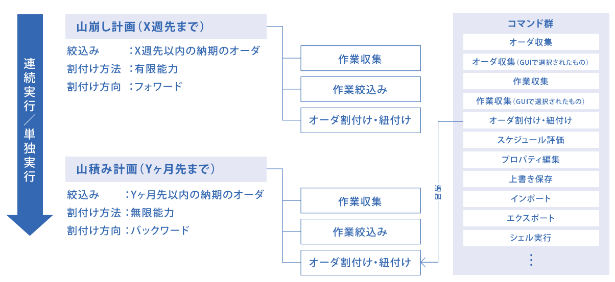 連続実行／単独実行
山崩し計画（X週先まで）
絞込み　　：X週先以内の納期のオーダ
割付け方法：有限能力
割付け方向：フォワード
作業収集
作業絞込み
オーダ割付け・紐付け
山積み計画（Yヶ月先まで）
絞込み　　：Yヶ月先以内の納期のオーダ
割付け方法：無限能力
割付け方向：バックワード
作業収集
作業絞込み
オーダ割付け・紐付け
追加
コマンド群
オーダ収集
オーダ収集（GUIで選択されたもの）
作業収集
作業収集（GUIで選択されたもの）
オーダ割付け・紐付け
スケジュール評価
プロパティ編集
上書き保存
インポート
エクスポート
シェル実行
⋮